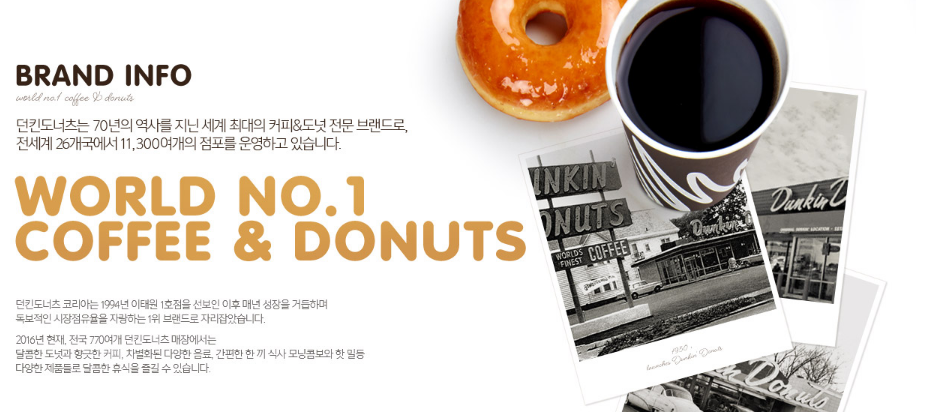 BRAND INFO
world no.1 coffee & donuts
던킨도너츠는 70년의 역사를 지닌 세계 최대의 커피&도넛 전문 브랜드로,
전세계 26개국에서 11,300여개의 점포를 운영하고 있습니다.
WORLD NO.1
COFFEE & DONUTS
던킨도너츠 코리아는 1994년 이태원 1호점을 선보인 이후 매년 성장을 거듭하며
독보적인 시장점유율을 자랑하는 1위 브랜드로 자리잡았습니다.
2016년 현재, 전국 770여개 던킨도너츠 매장에서는
달콤한 도넛과 향긋한 커피, 차별화된 다양한 음료, 간편한 한 끼 식사 모닝콤보와 핫 밀등
다양한 제품들로 달콤한 휴식을 즐길 수 있습니다.
INKIN'
DONUTS
WORLD'S
FINEST
COFFEE
Dunkin
Dunkin D
1950.
Dunkin' Donuts
Donuts